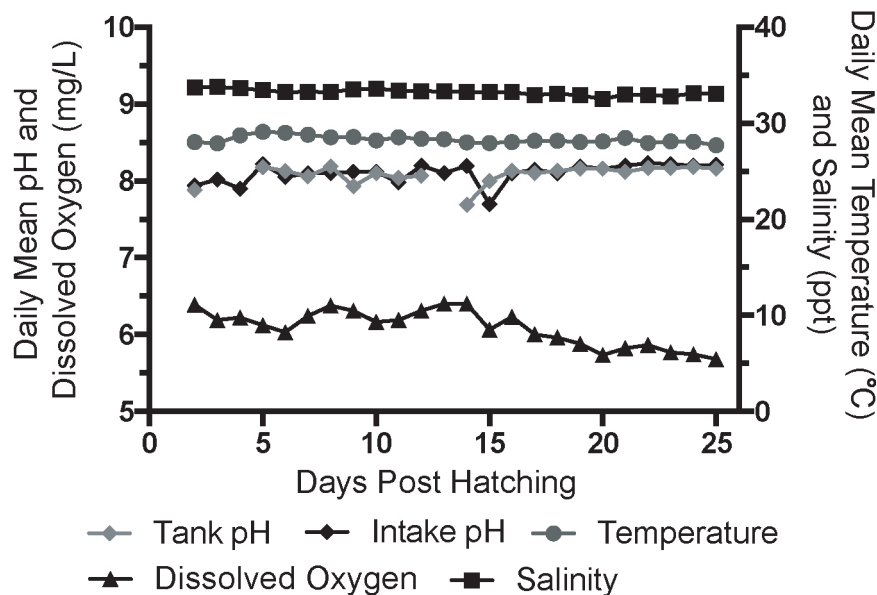 Daily Mean pH and
Dissolved Oxygen (mg/L)
10
9
8
7
6
5
40
30
20
10
0
Daily Mean Temperature (°C)
and Salinity (ppt)
0
5
10
15
20
25
Days Post Hatching
Tank pH
Intake pH
Temperature
Dissolved Oxygen
Salinity